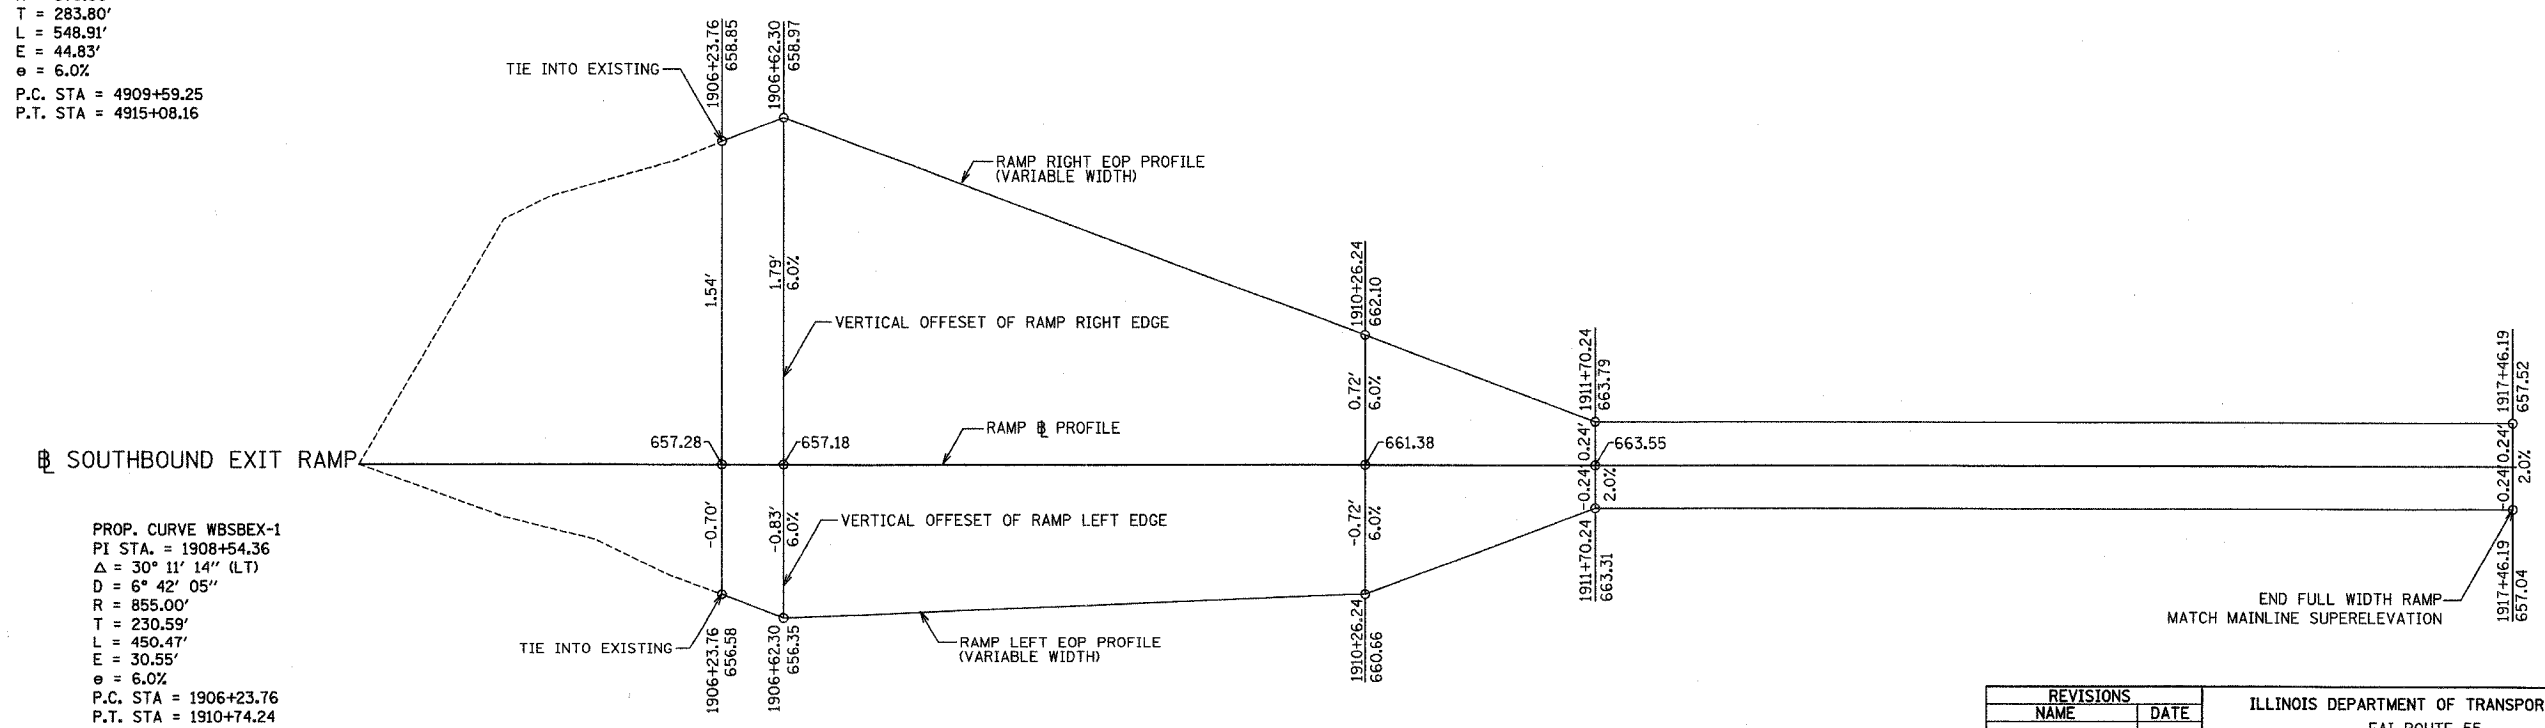 T = 283.80'
L = 548.91'
E = 44.83'
e = 6.0%
P.C. STA = 4909+59.25
P.T. STA = 4915+08.16
TIE INTO EXISTING
1906+23.76
658.85
1906+62.30
658.97
RAMP RIGHT EOP PROFILE
(VARIABLE WIDTH)
1.54'
1.79'
6.0%
VERTICAL OFFESET OF RAMP RIGHT EDGE
1910+26.24
662.10
0.72'
6.0%
1911+70.24
663.79
0.24'
1917+46.19
657.52
0.24'
℄ SOUTHBOUND EXIT RAMP
657.28
657.18
RAMP ℄ PROFILE
661.38
663.55
-0.70'
-0.83'
6.0%
VERTICAL OFFESET OF RAMP LEFT EDGE
-0.72'
6.0%
-0.24'
2.0%
-0.24'
2.0%
TIE INTO EXISTING
1906+23.76
656.58
1906+62.30
656.35
RAMP LEFT EOP PROFILE
(VARIABLE WIDTH)
1910+26.24
660.66
1911+70.24
663.31
1917+46.19
657.04
END FULL WIDTH RAMP
MATCH MAINLINE SUPERELEVATION
PROP. CURVE WBSBEX-1
PI STA. = 1908+54.36
Δ = 30° 11' 14" (LT)
D = 6° 42' 05"
R = 855.00'
T = 230.59'
L = 450.47'
E = 30.55'
e = 6.0%
P.C. STA = 1906+23.76
P.T. STA = 1910+74.24
REVISIONS
NAME DATE
ILLINOIS DEPARTMENT OF TRANSPOR